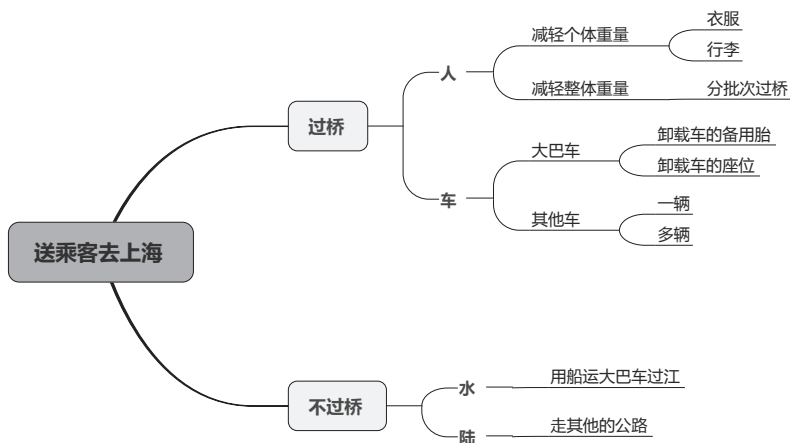 送乘客去上海
过桥
人
减轻个体重量
衣服
行李
减轻整体重量
分批次过桥
车
大巴车
卸载车的备用胎
卸载车的座位
其他车
一辆
多辆
不过桥
水
用船运大巴车过江
陆
走其他的公路